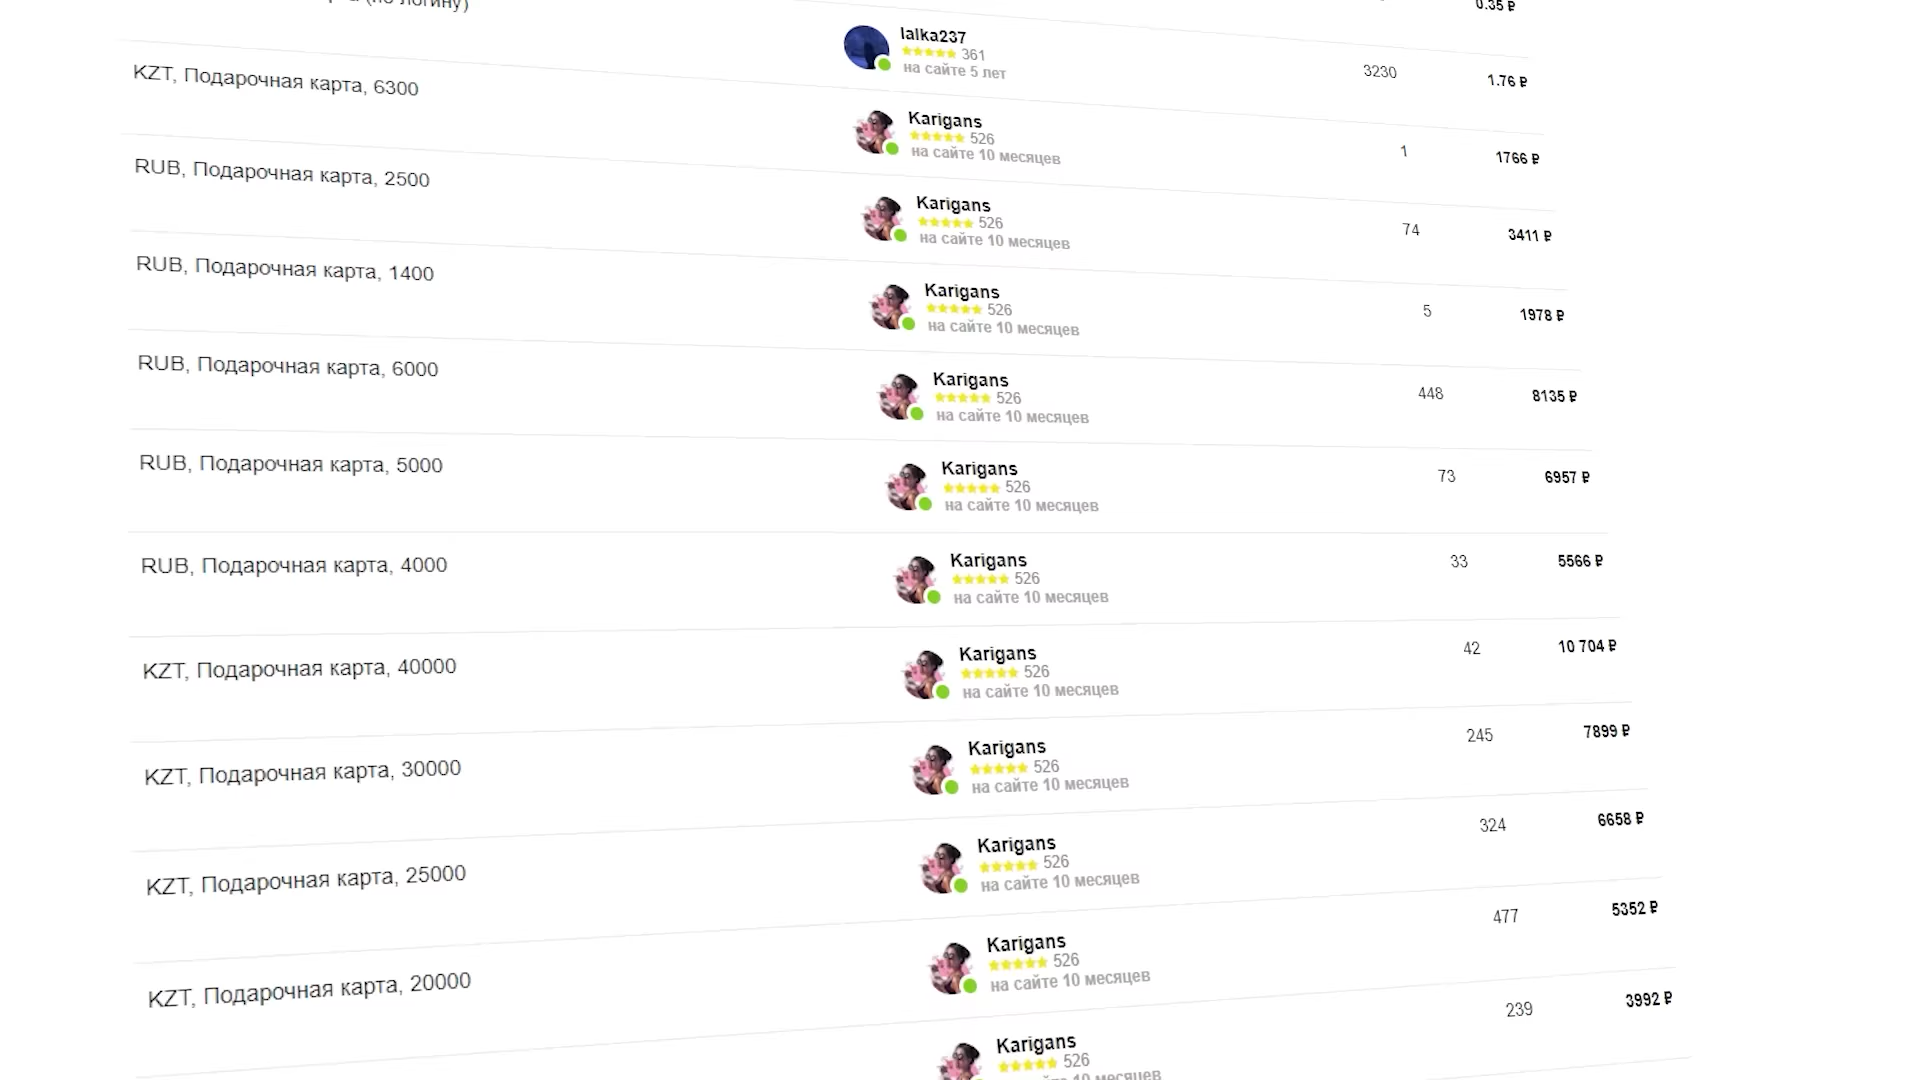 (по логину)
0.35 ₽
lalka237
361
на сайте 5 лет
3230
1.76 ₽
KZT, Подарочная карта, 6300
Karigans
526
на сайте 10 месяцев
1
1766 ₽
RUB, Подарочная карта, 2500
Karigans
526
на сайте 10 месяцев
74
3411 ₽
RUB, Подарочная карта, 1400
Karigans
526
на сайте 10 месяцев
5
1978 ₽
RUB, Подарочная карта, 6000
Karigans
526
на сайте 10 месяцев
448
8135 ₽
RUB, Подарочная карта, 5000
Karigans
526
на сайте 10 месяцев
73
6957 ₽
RUB, Подарочная карта, 4000
Karigans
526
на сайте 10 месяцев
33
5566 ₽
KZT, Подарочная карта, 40000
Karigans
526
на сайте 10 месяцев
42
10 704 ₽
KZT, Подарочная карта, 30000
Karigans
526
на сайте 10 месяцев
245
7899 ₽
KZT, Подарочная карта, 25000
Karigans
526
на сайте 10 месяцев
324
6658 ₽
KZT, Подарочная карта, 20000
Karigans
526
на сайте 10 месяцев
477
5352 ₽
Karigans
526
10 месяцев
239
3992 ₽